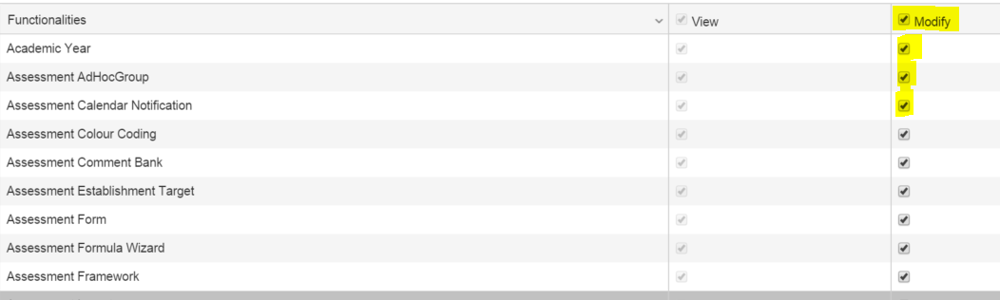 Functionalities View Modify
Academic Year
Assessment AdHocGroup
Assessment Calendar Notification
Assessment Colour Coding
Assessment Comment Bank
Assessment Establishment Target
Assessment Form
Assessment Formula Wizard
Assessment Framework